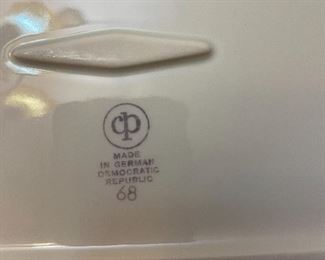 cp
MADE
IN GERMAN
DEMOCRATIC
REPUBLIC
68